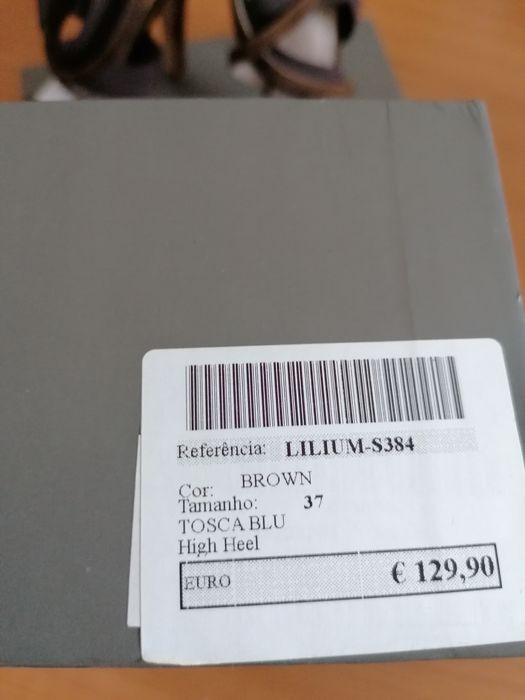 Referência: LILIUM-S384
Cor: BROWN
Tamanho: 37
TOSCA BLU
High Heel
EURO € 129,90